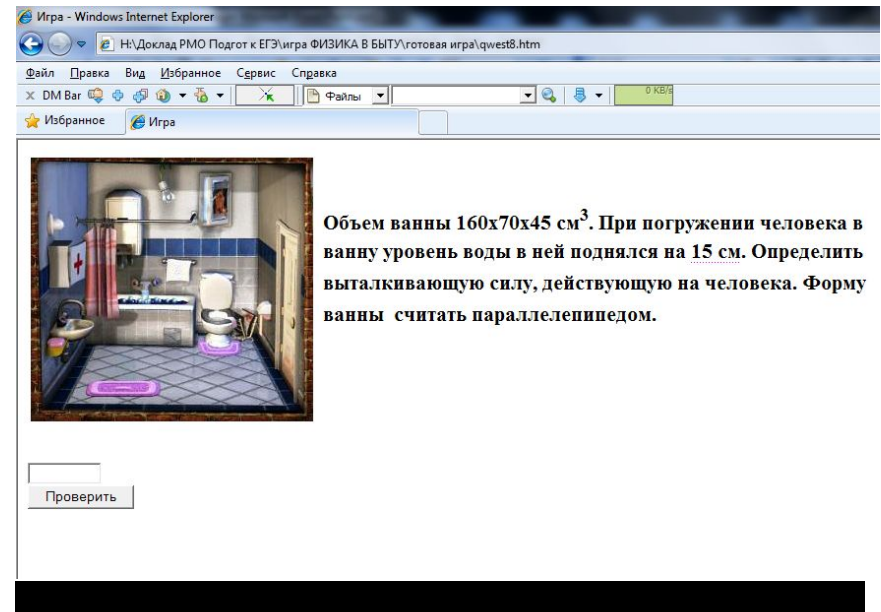 Игра - Windows Internet Explorer
H:\Доклад РМО Подгот к ЕГЭ\игра ФИЗИКА В БЫТУ\готовая игра\qwest8.htm
Файл Правка Вид Избранное Сервис Справка
x DM Bar Файлы 0 KB/s
Избранное Игра
Объем ванны 160x70x45 см³. При погружении человека в
ванну уровень воды в ней поднялся на 15 см. Определить
выталкивающую силу, действующую на человека. Форму
ванны считать параллелепипедом.
Проверить